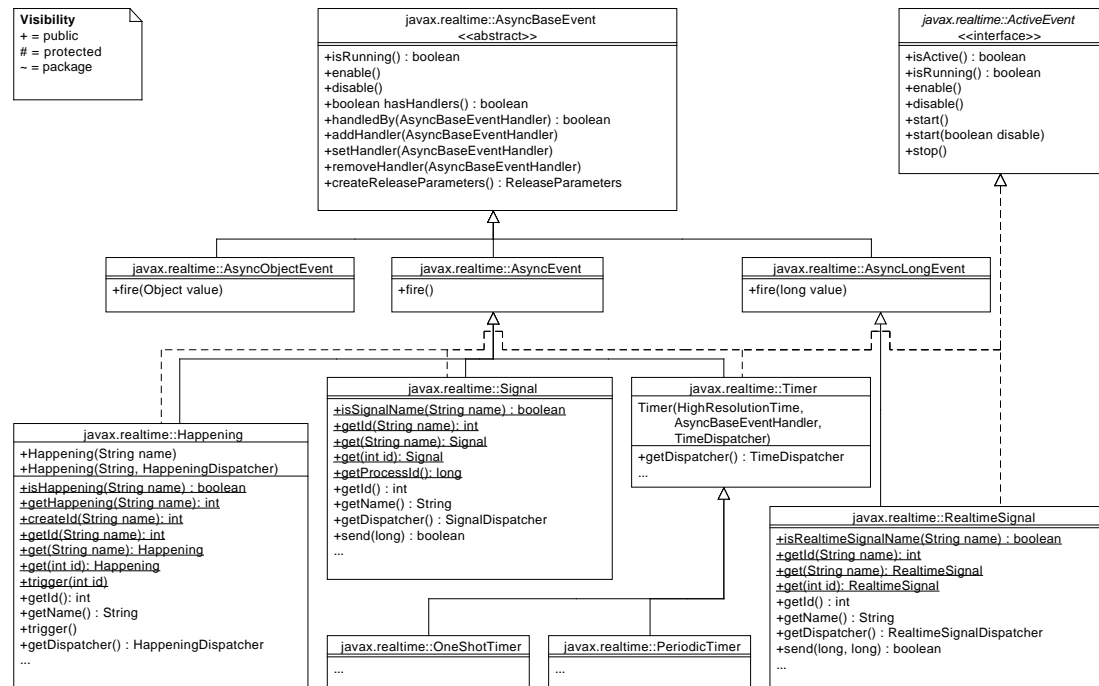 Visibility
+ = public
# = protected
~ = package
javax.realtime::AsyncBaseEvent
<<abstract>>
+isRunning() : boolean
+enable()
+disable()
+boolean hasHandlers() : boolean
+handledBy(AsyncBaseEventHandler) : boolean
+addHandler(AsyncBaseEventHandler)
+setHandler(AsyncBaseEventHandler)
+removeHandler(AsyncBaseEventHandler)
+createReleaseParameters() : ReleaseParameters
javax.realtime::ActiveEvent
<<interface>>
+isActive() : boolean
+isRunning() : boolean
+enable()
+disable()
+start()
+start(boolean disable)
+stop()
javax.realtime::AsyncObjectEvent
+fire(Object value)
javax.realtime::AsyncEvent
+fire()
javax.realtime::AsyncLongEvent
+fire(long value)
javax.realtime::Happening
+Happening(String name)
+Happening(String, HappeningDispatcher)
+isHappening(String name) : boolean
+getHappening(String name): int
+createId(String name): int
+getId(String name): int
+get(String name): Happening
+get(int id): Happening
+trigger(int id)
+getId(): int
+getName() : String
+trigger()
+getDispatcher() : HappeningDispatcher
...
javax.realtime::Signal
+isSignalName(String name) : boolean
+getId(String name): int
+get(String name): Signal
+get(int id): Signal
+getProcessId(): long
+getId() : int
+getName() : String
+getDispatcher() : SignalDispatcher
+send(long) : boolean
...
javax.realtime::Timer
Timer(HighResolutionTime,
AsyncBaseEventHandler,
TimeDispatcher)
+getDispatcher() : TimeDispatcher
...
javax.realtime::RealtimeSignal
+isRealtimeSignalName(String name) : boolean
+getId(String name): int
+get(String name): RealtimeSignal
+get(int id): RealtimeSignal
+getId() : int
+getName() : String
+getDispatcher() : RealtimeSignalDispatcher
+send(long, long) : boolean
...
javax.realtime::OneShotTimer
...
javax.realtime::PeriodicTimer
...